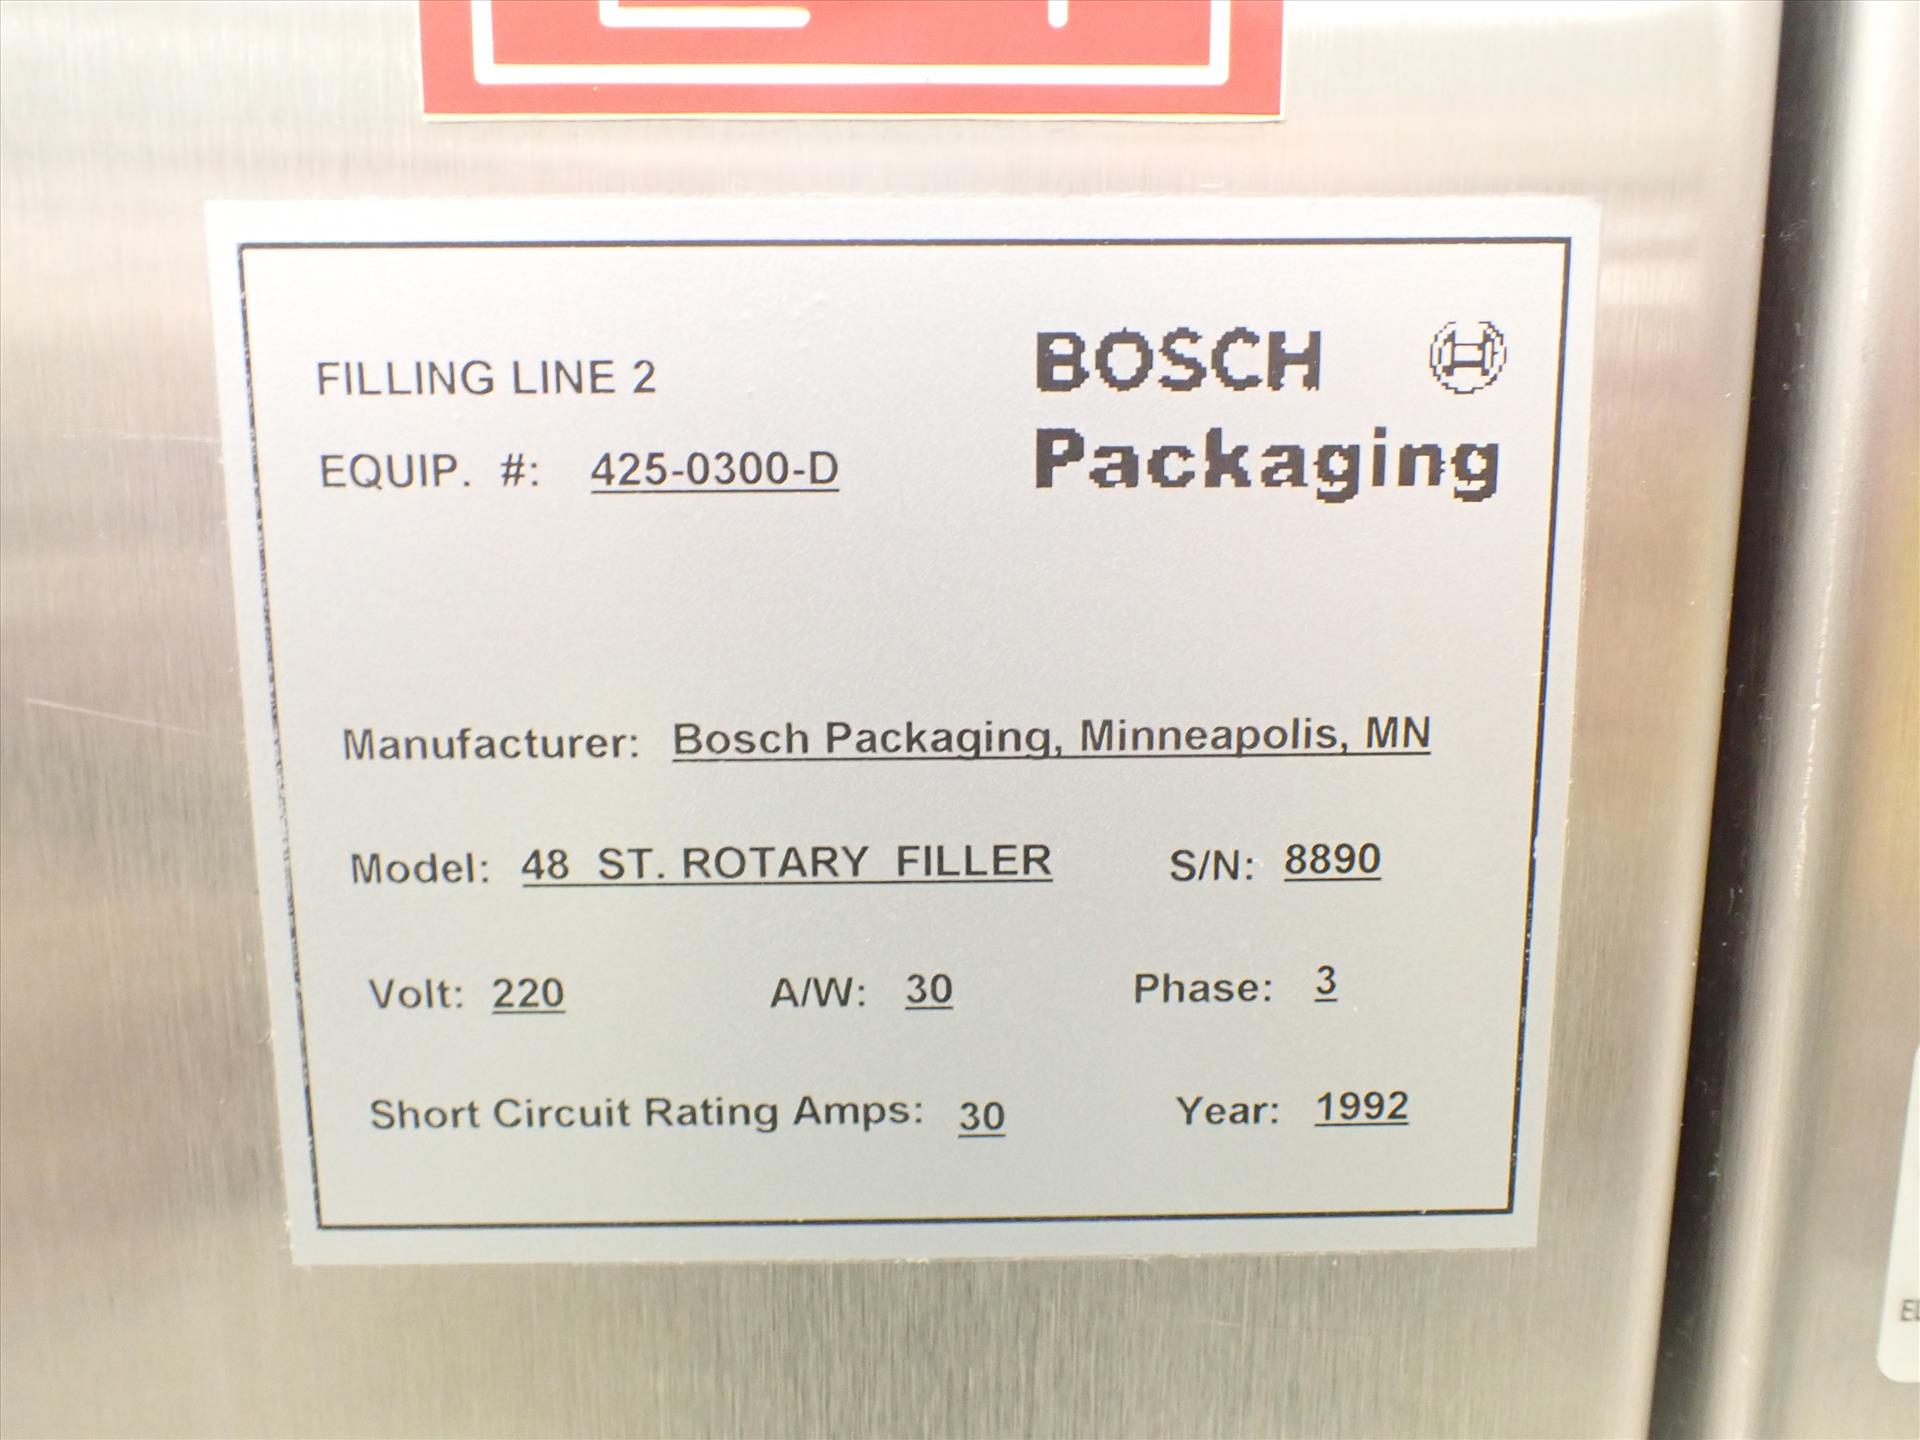 FILLING LINE 2
EQUIP. #: 425-0300-D
BOSCH
Packaging
Manufacturer: Bosch Packaging, Minneapolis, MN
Model: 48 ST. ROTARY FILLER S/N: 8890
Volt: 220 A/W: 30 Phase: 3
Short Circuit Rating Amps: 30 Year: 1992